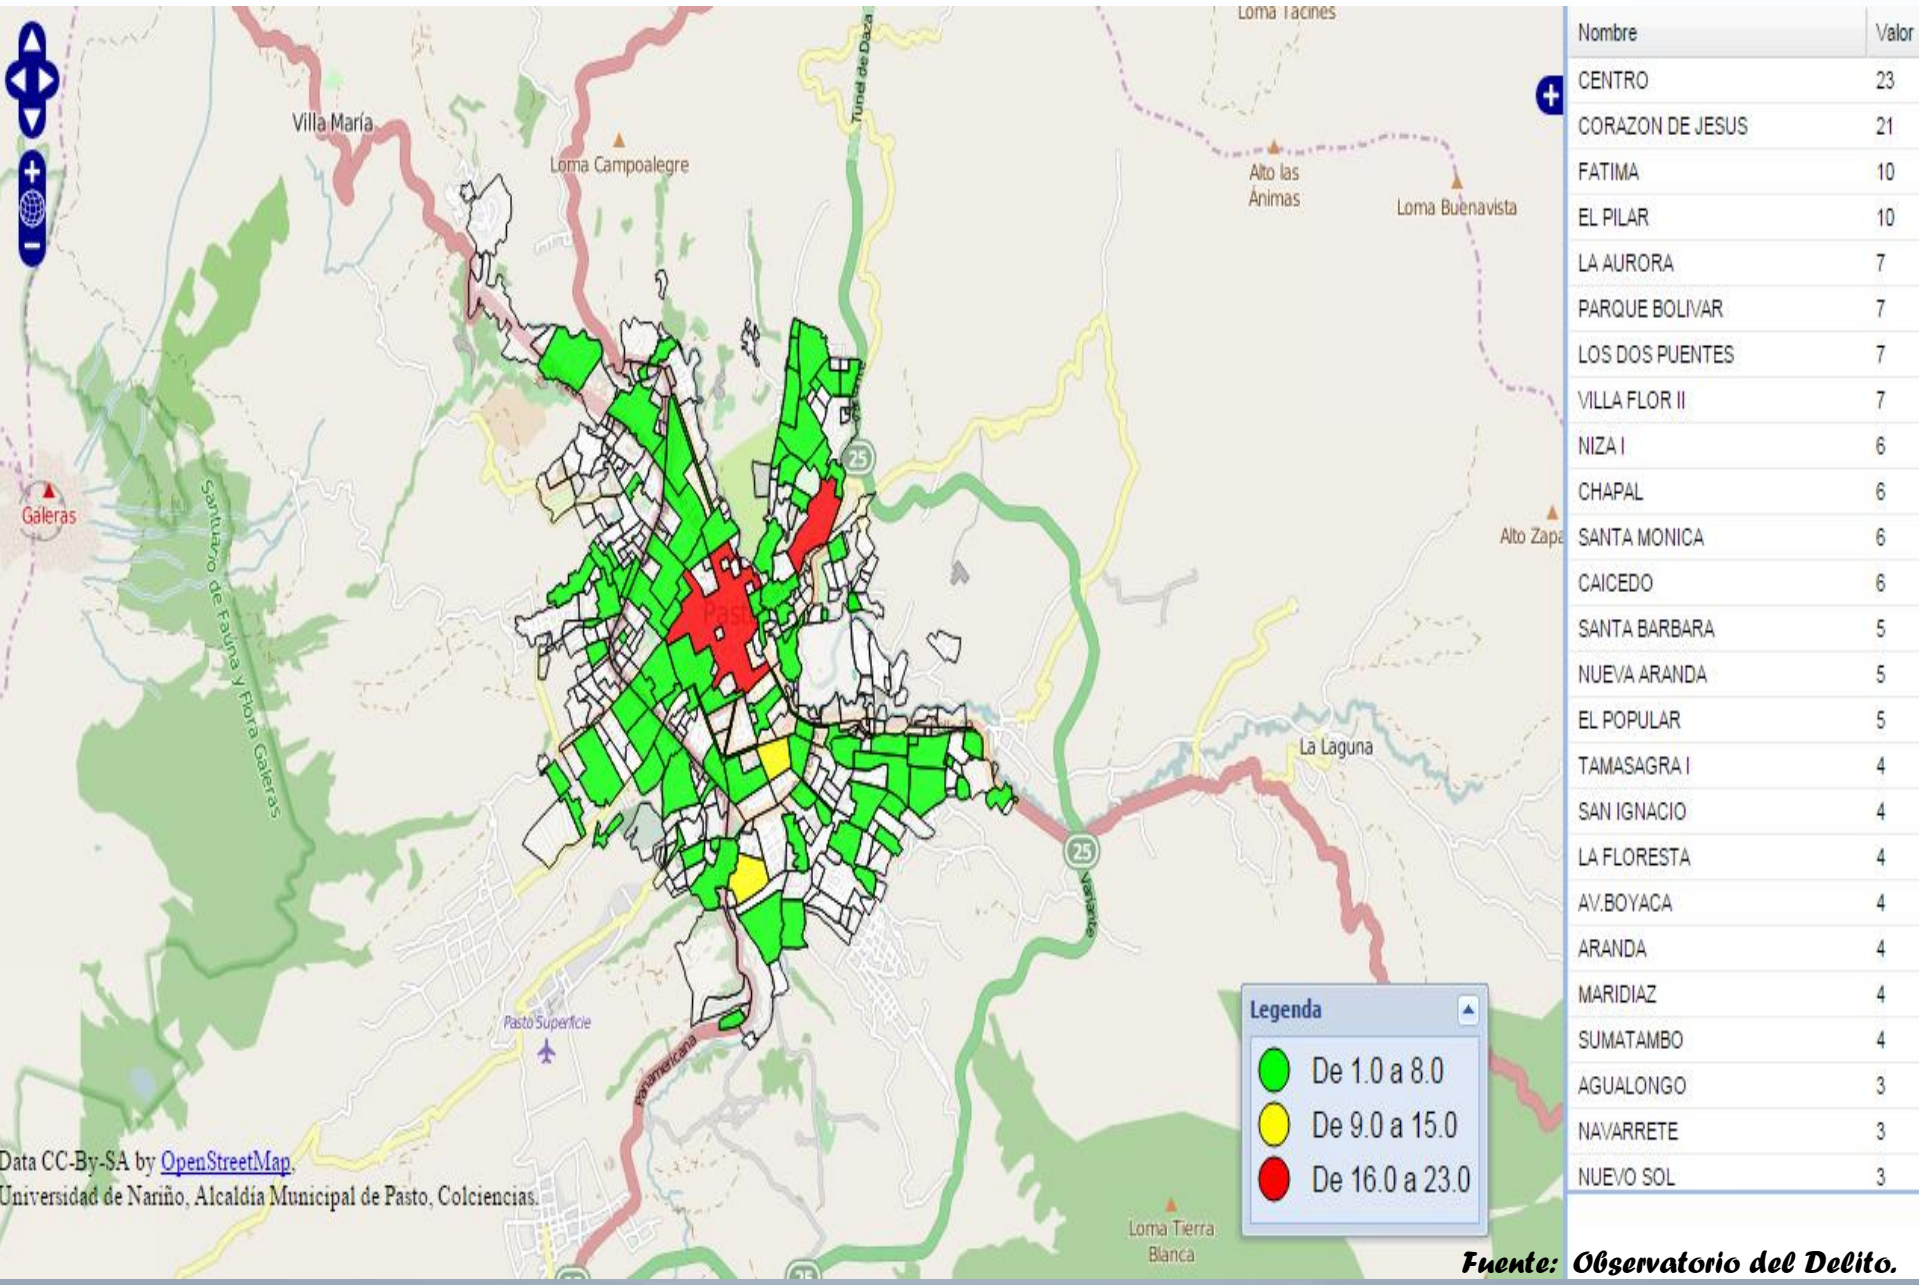 Loma Tacines
Túnel de Daza
Villa María
Loma Campoalegre
Alto las
Ánimas
Loma Buenavista
25
Galeras
Santuario de Fauna y Flora Galeras
Alto Zapa
Pasto
La Laguna
25
Variante
Pasto Superficie
Panamericana
Loma Tierra
Blanca
25
Data CC-By-SA by OpenStreetMap,
Universidad de Nariño, Alcaldía Municipal de Pasto, Colciencias.
Legenda
De 1.0 a 8.0
De 9.0 a 15.0
De 16.0 a 23.0
Nombre Valor
CENTRO 23
CORAZON DE JESUS 21
FATIMA 10
EL PILAR 10
LA AURORA 7
PARQUE BOLIVAR 7
LOS DOS PUENTES 7
VILLA FLOR II 7
NIZA I 6
CHAPAL 6
SANTA MONICA 6
CAICEDO 6
SANTA BARBARA 5
NUEVA ARANDA 5
EL POPULAR 5
TAMASAGRA I 4
SAN IGNACIO 4
LA FLORESTA 4
AV.BOYACA 4
ARANDA 4
MARIDIAZ 4
SUMATAMBO 4
AGUALONGO 3
NAVARRETE 3
NUEVO SOL 3
Fuente: Observatorio del Delito.